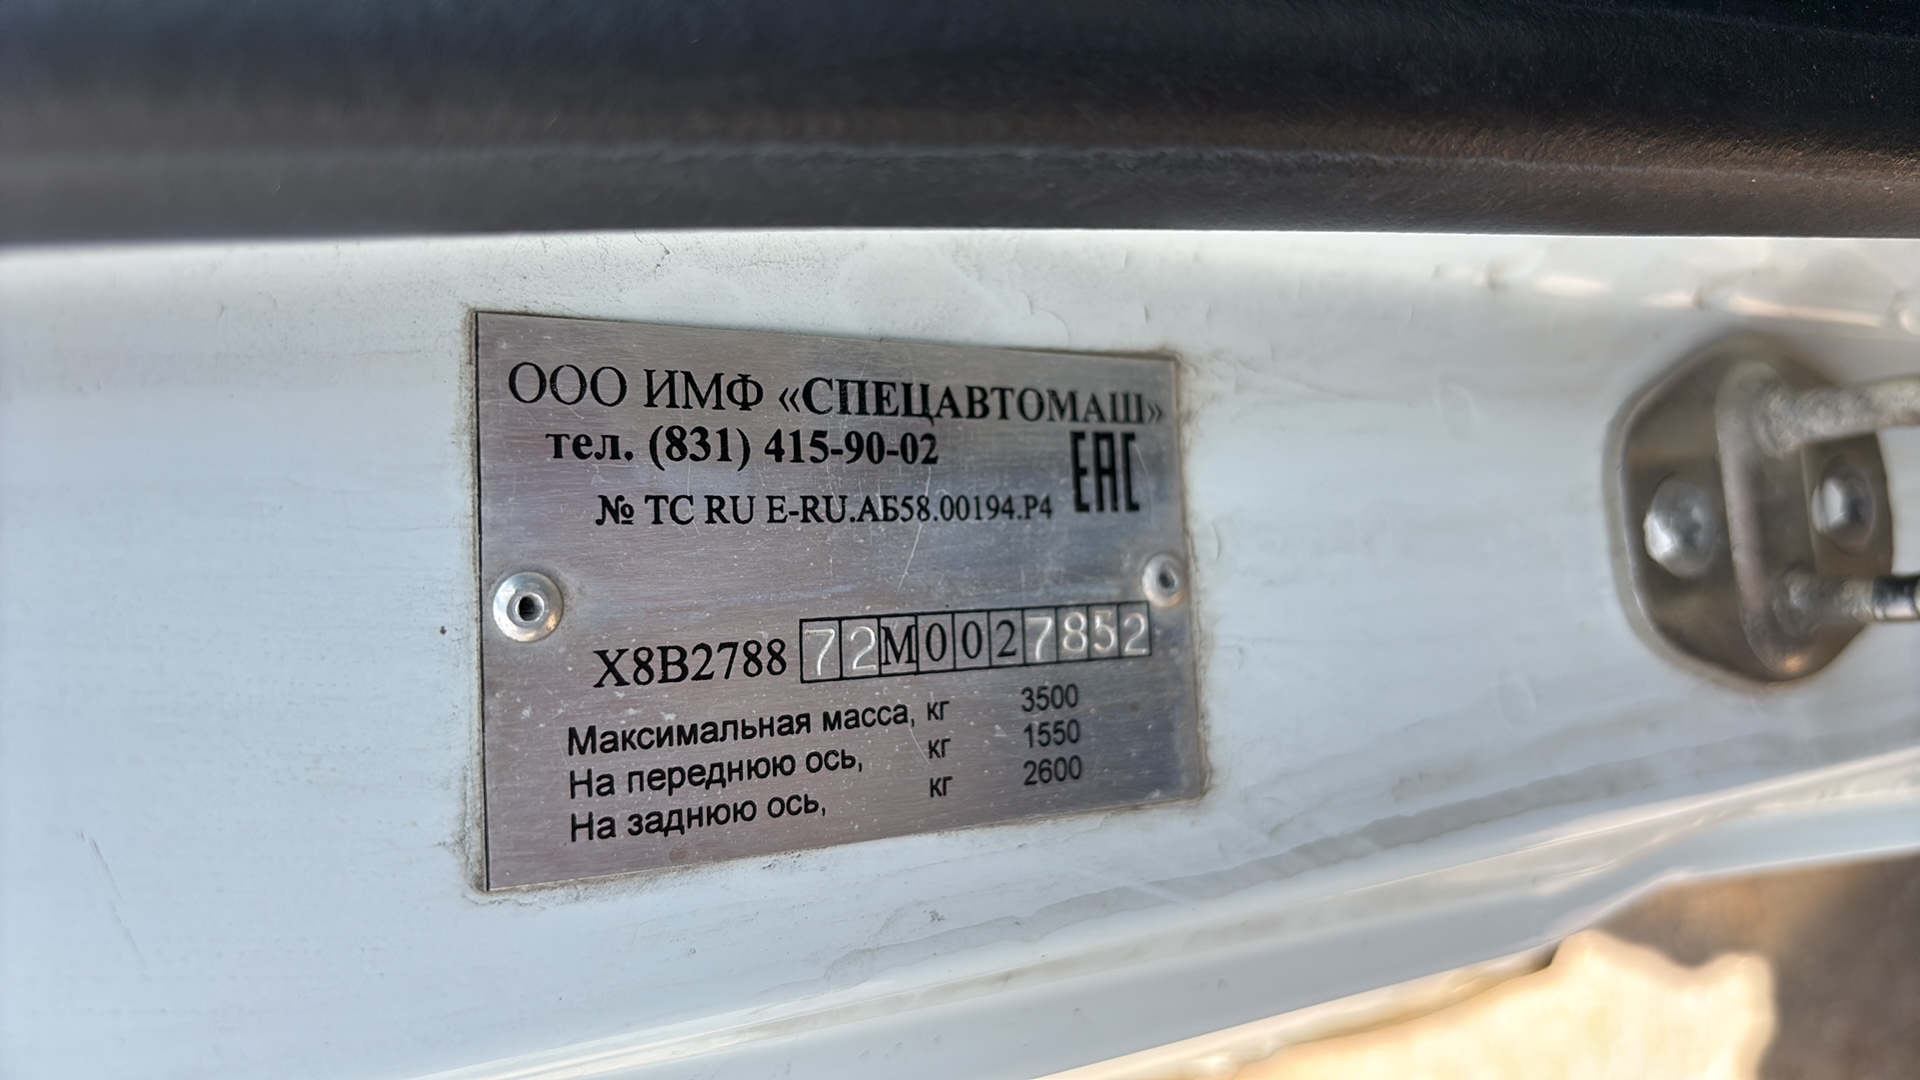 ООО ИМФ «СПЕЦАВТОМАШ»
тел. (831) 415-90-02
EAC
№ ТС RU E-RU.АБ58.00194.Р4
X8B278872M0027852
Максимальная масса, кг 3500
На переднюю ось, кг 1550
На заднюю ось, кг 2600